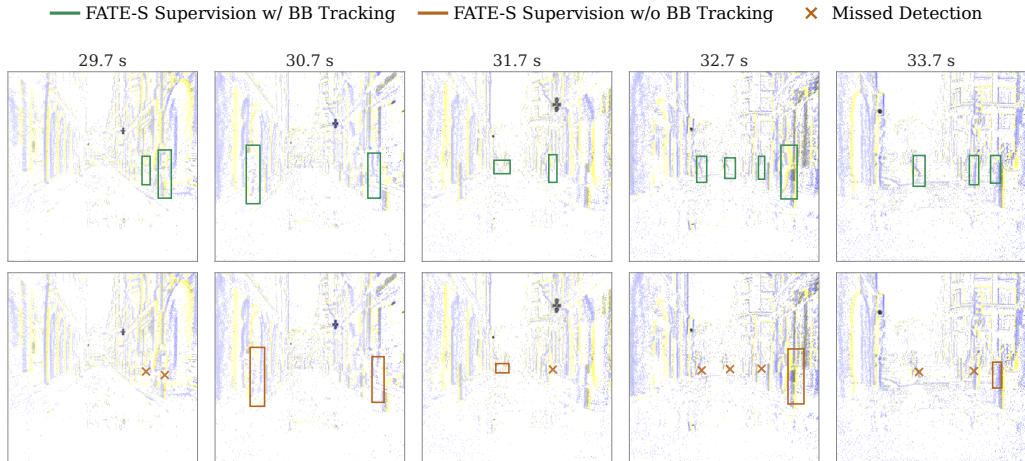 FATE-S Supervision w/ BB Tracking FATE-S Supervision w/o BB Tracking Missed Detection
29.7 s 30.7 s 31.7 s 32.7 s 33.7 s